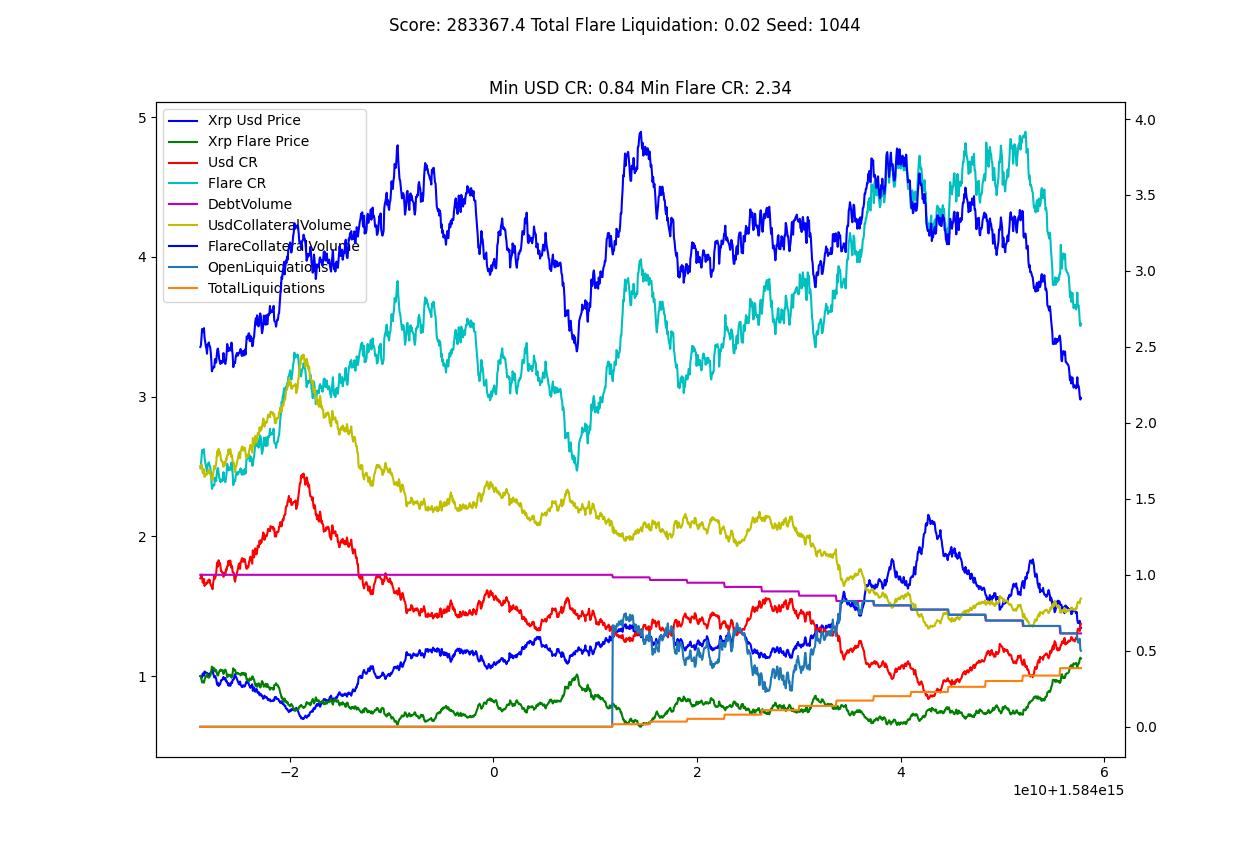 Score: 283367.4 Total Flare Liquidation: 0.02 Seed: 1044
Min USD CR: 0.84 Min Flare CR: 2.34
Xrp Usd Price
Xrp Flare Price
Usd CR
Flare CR
DebtVolume
UsdCollateralVolume
FlareCollateralVolume
OpenLiquidations
TotalLiquidations
5
4
3
2
1
4.0
3.5
3.0
2.5
2.0
1.5
1.0
0.5
0.0
−2 0 2 4 6
1e10+1.584e15